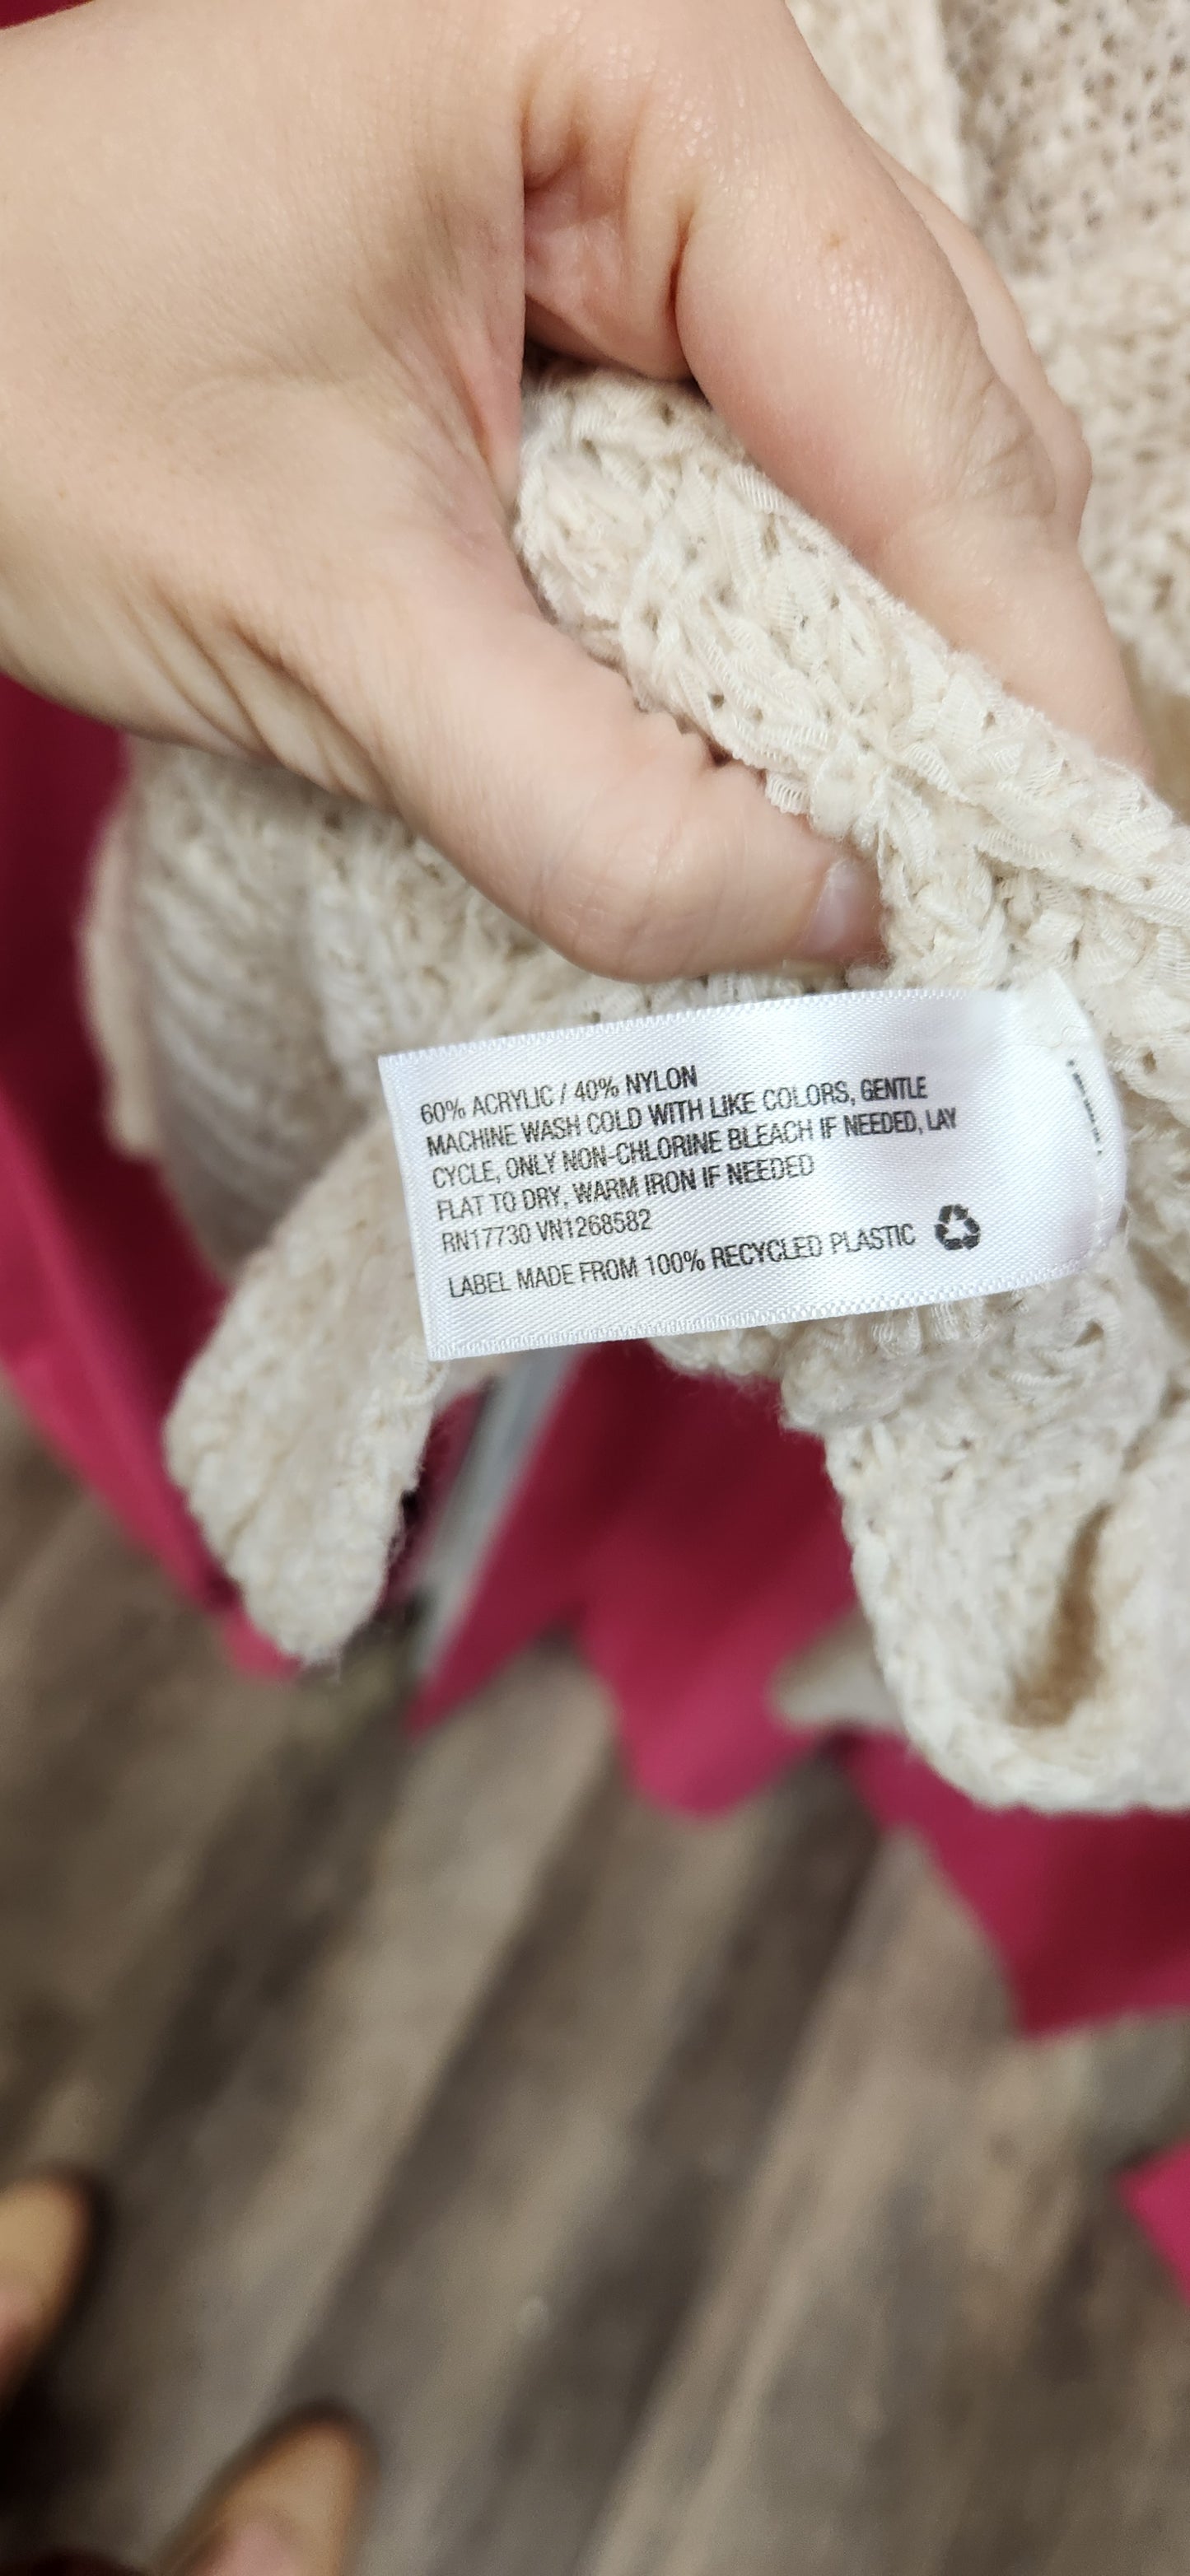 60% ACRYLIC / 40% NYLON
MACHINE WASH COLD WITH LIKE COLORS, GENTLE
CYCLE, ONLY NON-CHLORINE BLEACH IF NEEDED, LAY
FLAT TO DRY, WARM IRON IF NEEDED
RN17730 VN1268582
LABEL MADE FROM 100% RECYCLED PLASTIC